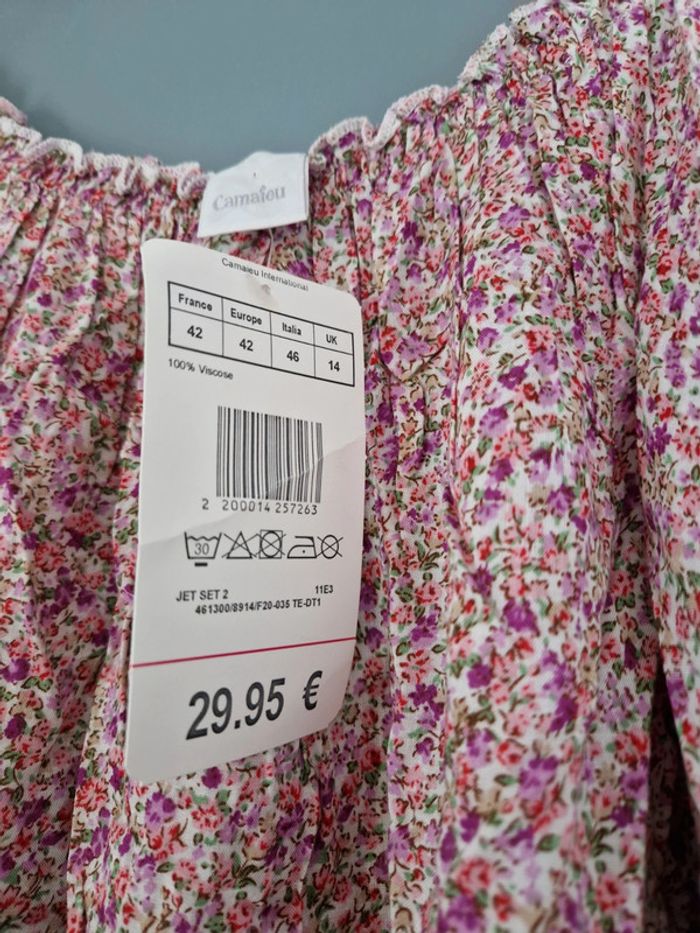 Camaïeu
Camaieu International
France Europe Italia UK
42 42 46 14
100% Viscose
2 200014 257263
30
JET SET 2 11E3
461300/8914/F20-035 TE-DT1
29.95 €